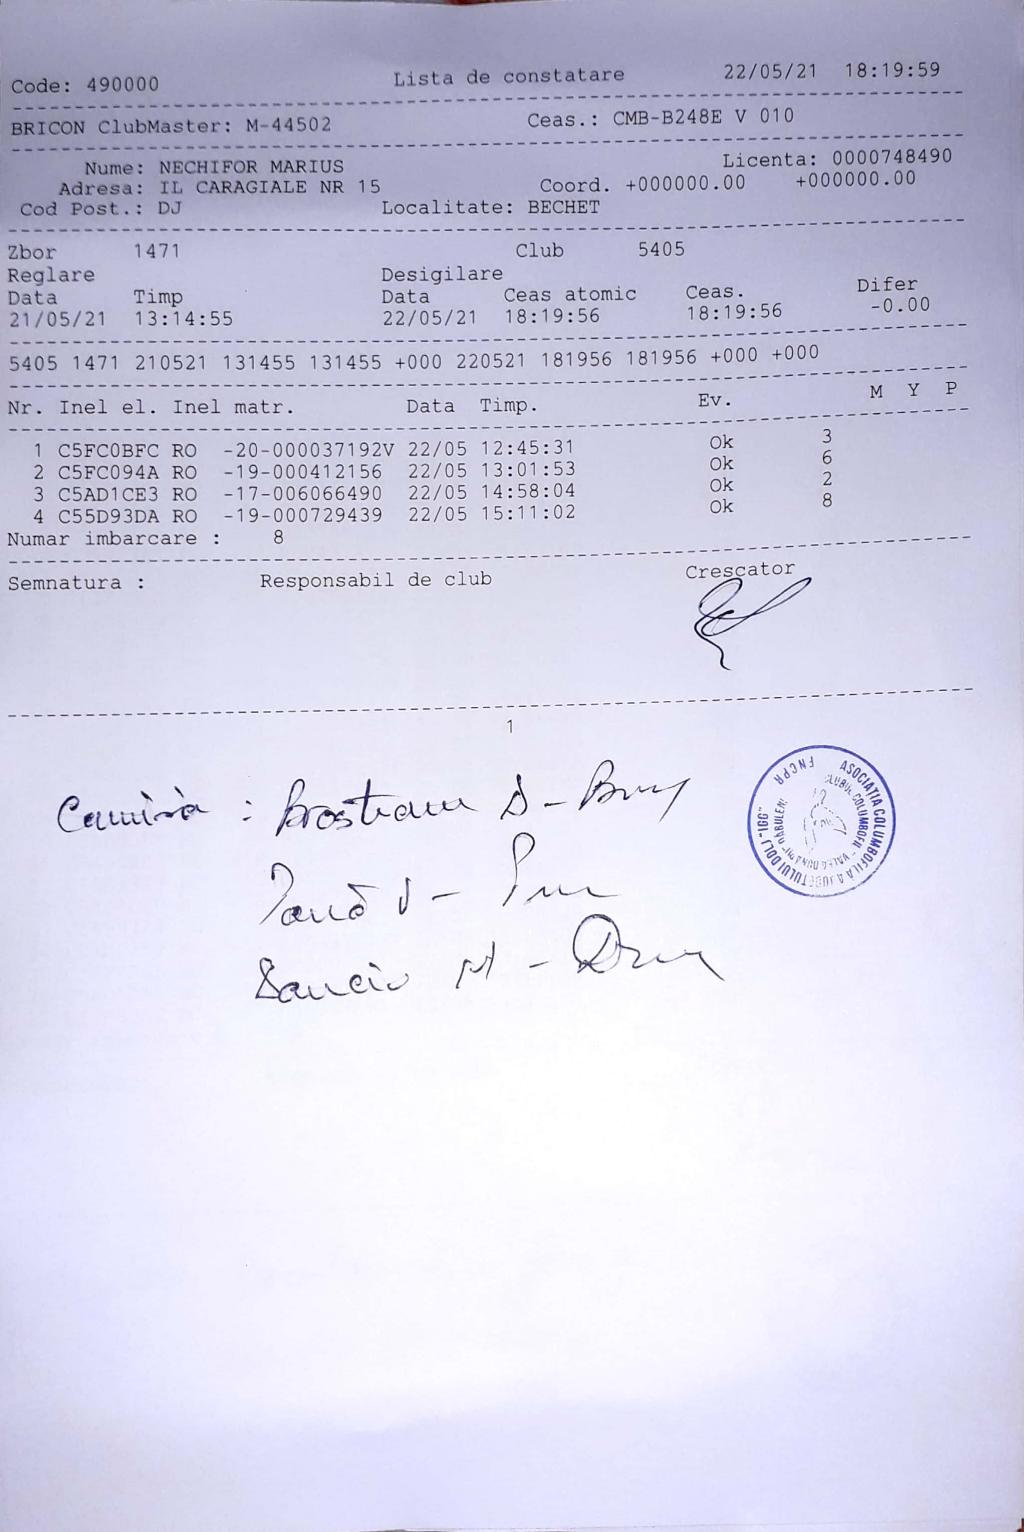 Code: 490000 Lista de constatare 22/05/21 18:19:59
BRICON ClubMaster: M-44502 Ceas.: CMB-B248E V 010
Nume: NECHIFOR MARIUS Licenta: 0000748490
Adresa: IL CARAGIALE NR 15 Coord. +000000.00 +000000.00
Cod Post.: DJ Localitate: BECHET
Zbor 1471 Club 5405
Reglare Desigilare
Data Timp Data Ceas atomic Ceas. Difer
21/05/21 13:14:55 22/05/21 18:19:56 18:19:56 -0.00
5405 1471 210521 131455 131455 +000 220521 181956 181956 +000 +000
Nr. Inel el. Inel matr. Data Timp. Ev. M Y P
1 C5FC0BFC RO -20-000037192V 22/05 12:45:31 Ok 3
2 C5FC094A RO -19-000412156 22/05 13:01:53 Ok 6
3 C5AD1CE3 RO -17-006066490 22/05 14:58:04 Ok 2
4 C55D93DA RO -19-000729439 22/05 15:11:02 Ok 8
Numar imbarcare : 8
Semnatura : Responsabil de club Crescator
1
ASOCIATIA COLUMBOFILA A JUDETULUI DOLJ "IGC" FNCPR